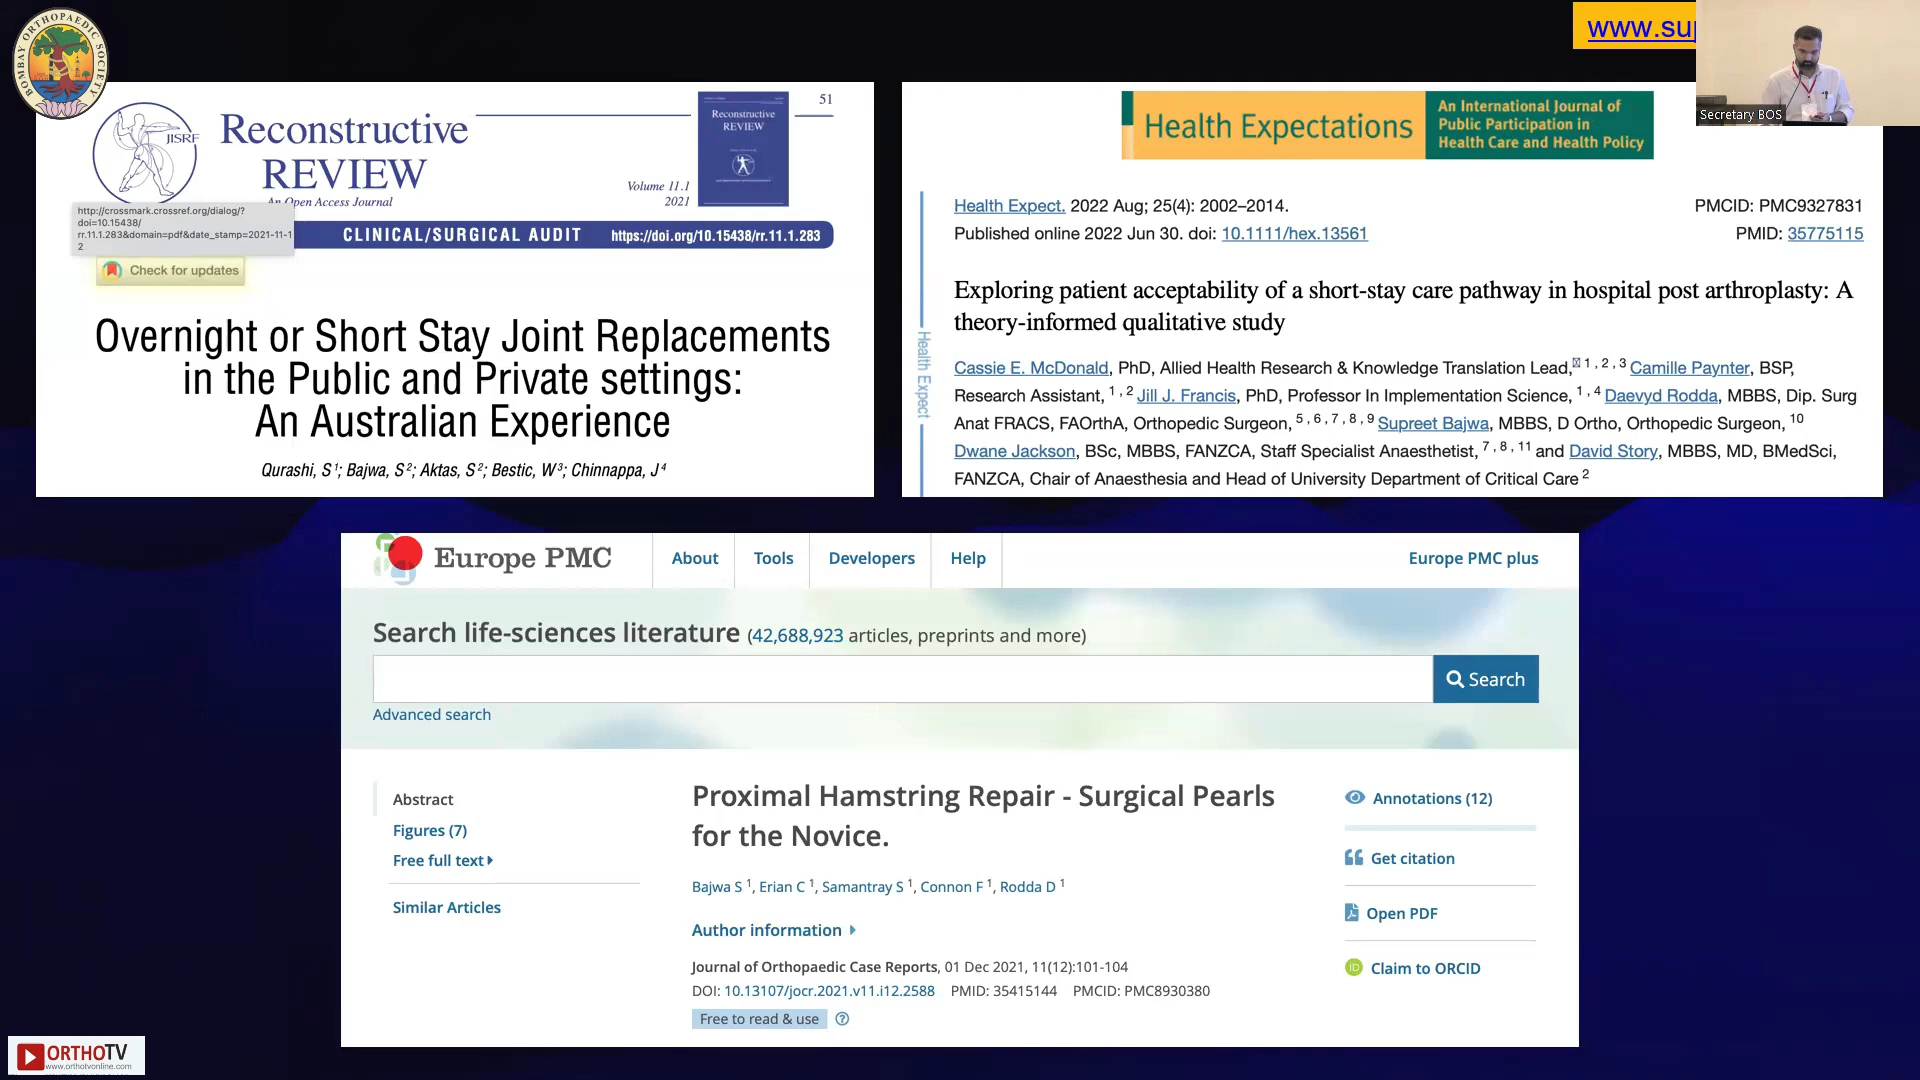 BOMBAY ORTHOPAEDIC SOCIETY
www.su
Secretary BOS
JISRF
Reconstructive
REVIEW
An Open Access Journal
Reconstructive
REVIEW
51
Volume 11.1
2021
http://crossmark.crossref.org/dialog/?
doi=10.15438/
rr.11.1.283&domain=pdf&date_stamp=2021-11-1
2
CLINICAL/SURGICAL AUDIT https://doi.org/10.15438/rr.11.1.283
Check for updates
Overnight or Short Stay Joint Replacements
in the Public and Private settings:
An Australian Experience
Qurashi, S¹; Bajwa, S²; Aktas, S²; Bestic, W³; Chinnappa, J⁴
Health Expectations
An International Journal of
Public Participation in
Health Care and Health Policy
Health Expect. 2022 Aug; 25(4): 2002–2014.
PMCID: PMC9327831
Published online 2022 Jun 30. doi: 10.1111/hex.13561
PMID: 35775115
Health Expect
Exploring patient acceptability of a short-stay care pathway in hospital post arthroplasty: A
theory-informed qualitative study
Cassie E. McDonald, PhD, Allied Health Research & Knowledge Translation Lead, 1, 2, 3 Camille Paynter, BSP,
Research Assistant, 1, 2 Jill J. Francis, PhD, Professor In Implementation Science, 1, 4 Daevyd Rodda, MBBS, Dip. Surg
Anat FRACS, FAOrthA, Orthopedic Surgeon, 5, 6, 7, 8, 9 Supreet Bajwa, MBBS, D Ortho, Orthopedic Surgeon, 10
Dwane Jackson, BSc, MBBS, FANZCA, Staff Specialist Anaesthetist, 7, 8, 11 and David Story, MBBS, MD, BMedSci,
FANZCA, Chair of Anaesthesia and Head of University Department of Critical Care 2
Europe PMC
About
Tools
Developers
Help
Europe PMC plus
Search life-sciences literature (42,688,923 articles, preprints and more)
Search
Advanced search
Abstract
Figures (7)
Free full text
Similar Articles
Proximal Hamstring Repair - Surgical Pearls
for the Novice.
Bajwa S 1, Erian C 1, Samantray S 1, Connon F 1, Rodda D 1
Author information
Journal of Orthopaedic Case Reports, 01 Dec 2021, 11(12):101-104
DOI: 10.13107/jocr.2021.v11.i12.2588 PMID: 35415144 PMCID: PMC8930380
Free to read & use
Annotations (12)
Get citation
Open PDF
iD Claim to ORCID
ORTHOTV
www.orthotvonline.com